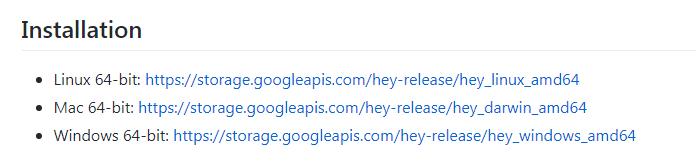 Installation
Linux 64-bit: https://storage.googleapis.com/hey-release/hey_linux_amd64
Mac 64-bit: https://storage.googleapis.com/hey-release/hey_darwin_amd64
Windows 64-bit: https://storage.googleapis.com/hey-release/hey_windows_amd64